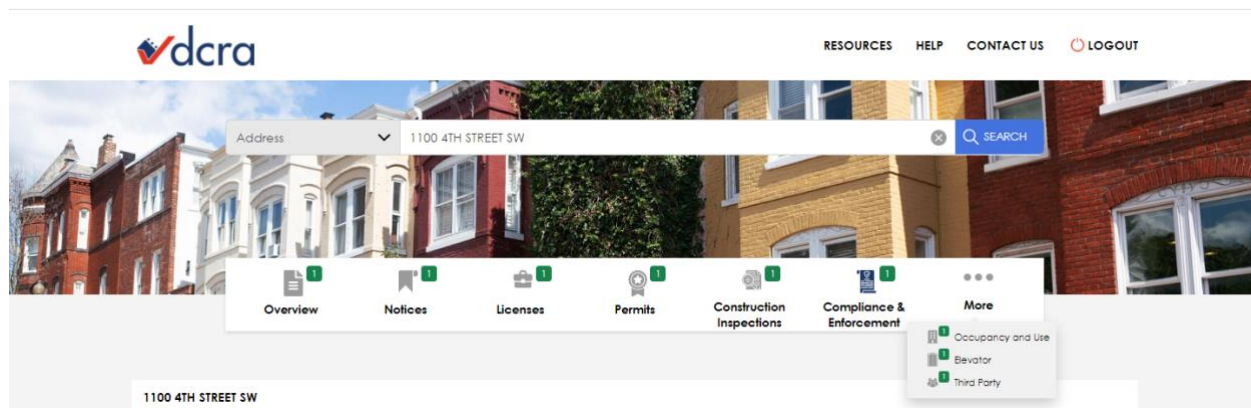 dcra
RESOURCES HELP CONTACT US LOGOUT
Address 1100 4TH STREET SW SEARCH
1 1 1 1 1 1
Overview Notices Licenses Permits Construction Inspections Compliance & Enforcement More
1 Occupancy and Use
1 Elevator
1 Third Party
1100 4TH STREET SW